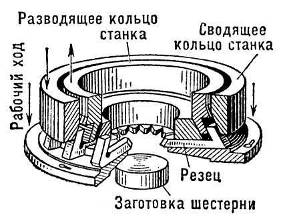 Разводящее кольцо
станка
Сводящее
кольцо станка
Рабочий ход
Резец
Заготовка шестерни